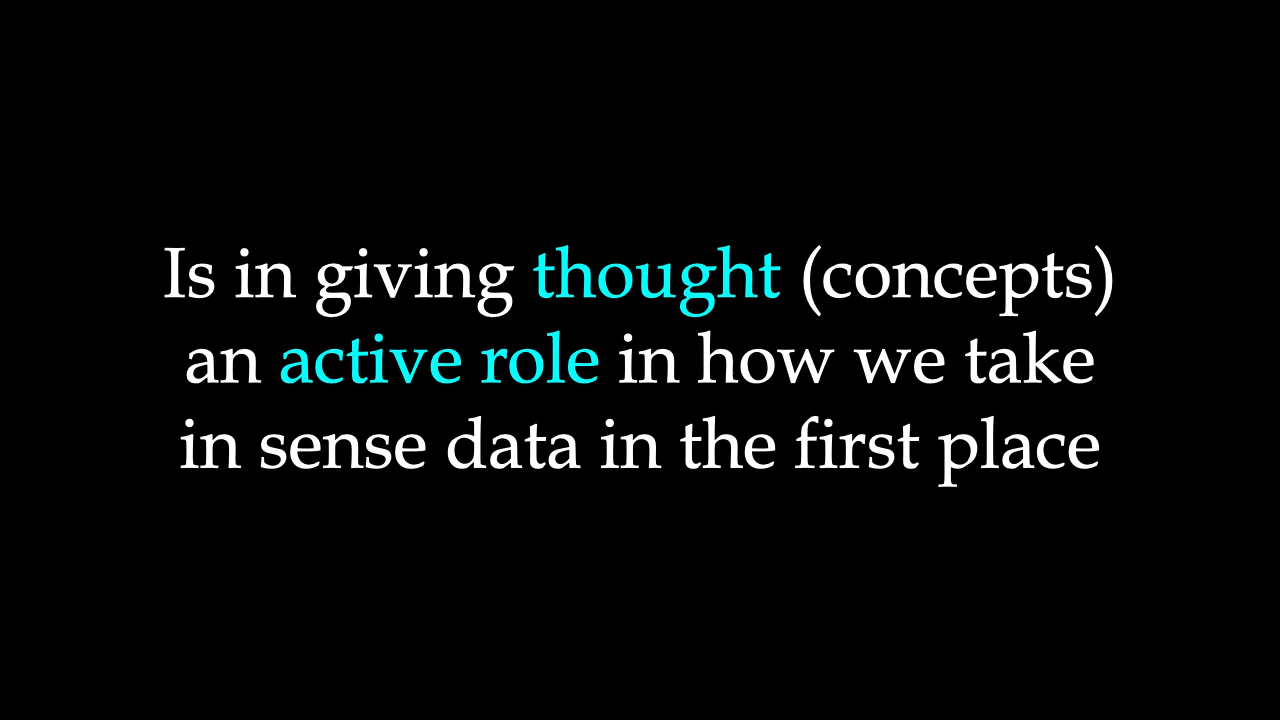 Is in giving thought (concepts)
an active role in how we take
in sense data in the first place